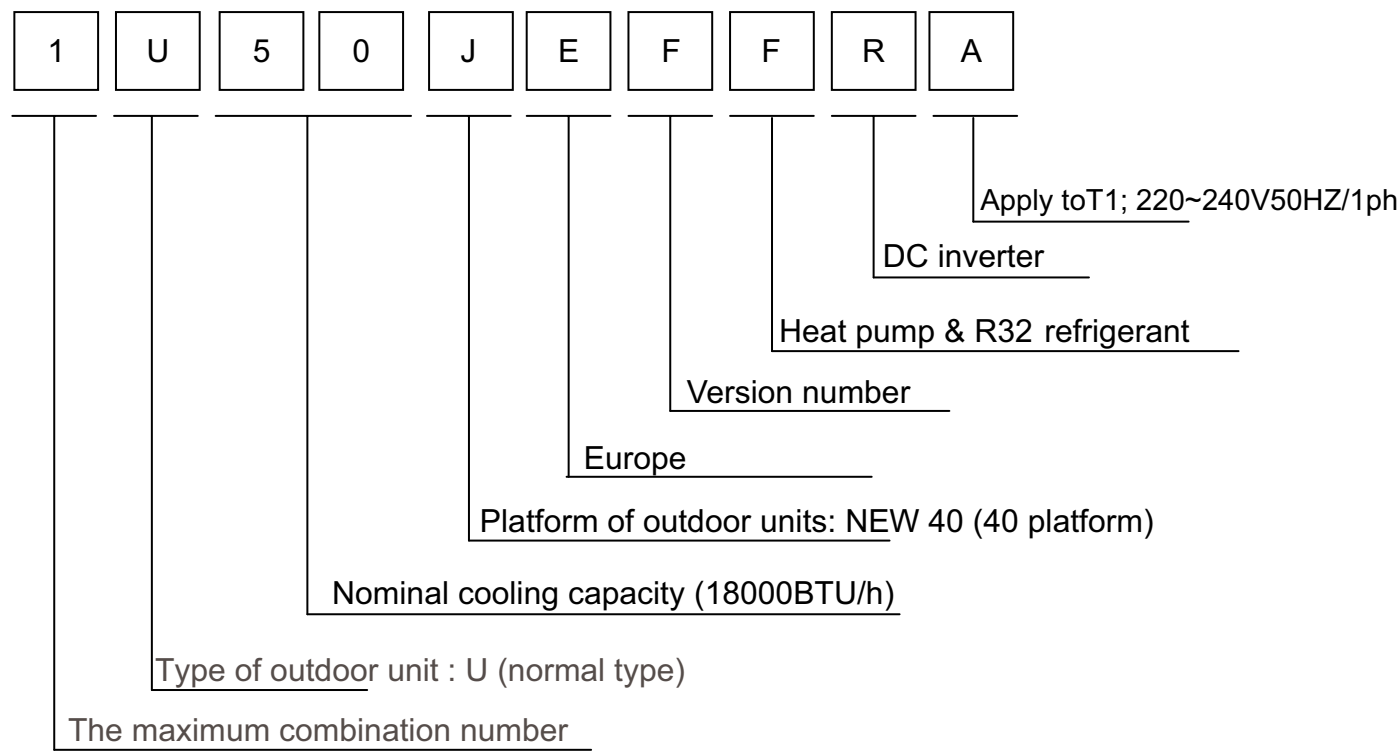 1 U 5 0 J E F F R A
Apply toT1; 220~240V50HZ/1ph
DC inverter
Heat pump & R32 refrigerant
Version number
Europe
Platform of outdoor units: NEW 40 (40 platform)
Nominal cooling capacity (18000BTU/h)
Type of outdoor unit : U (normal type)
The maximum combination number